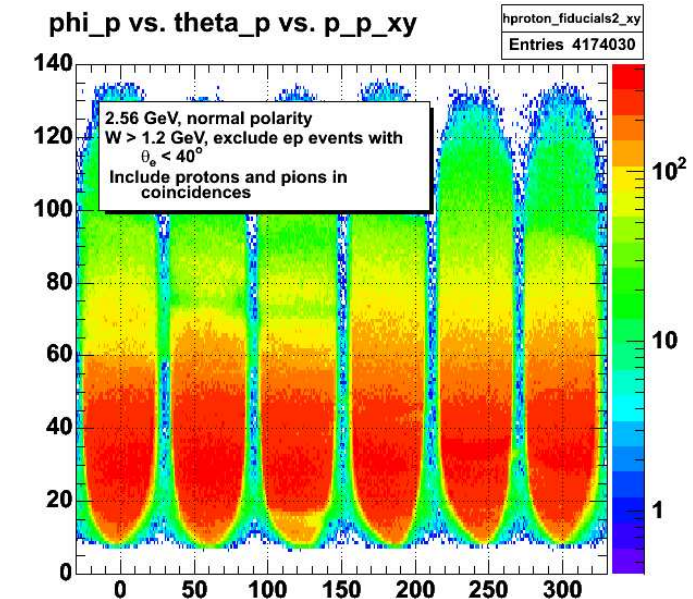 phi_p vs. theta_p vs. p_p_xy
hproton_fiducials2_xy
Entries 4174030
140
120
100
80
60
40
20
0
2.56 GeV, normal polarity
W > 1.2 GeV, exclude ep events with
θe < 40°
Include protons and pions in
coincidences
10²
10
1
0 50 100 150 200 250 300